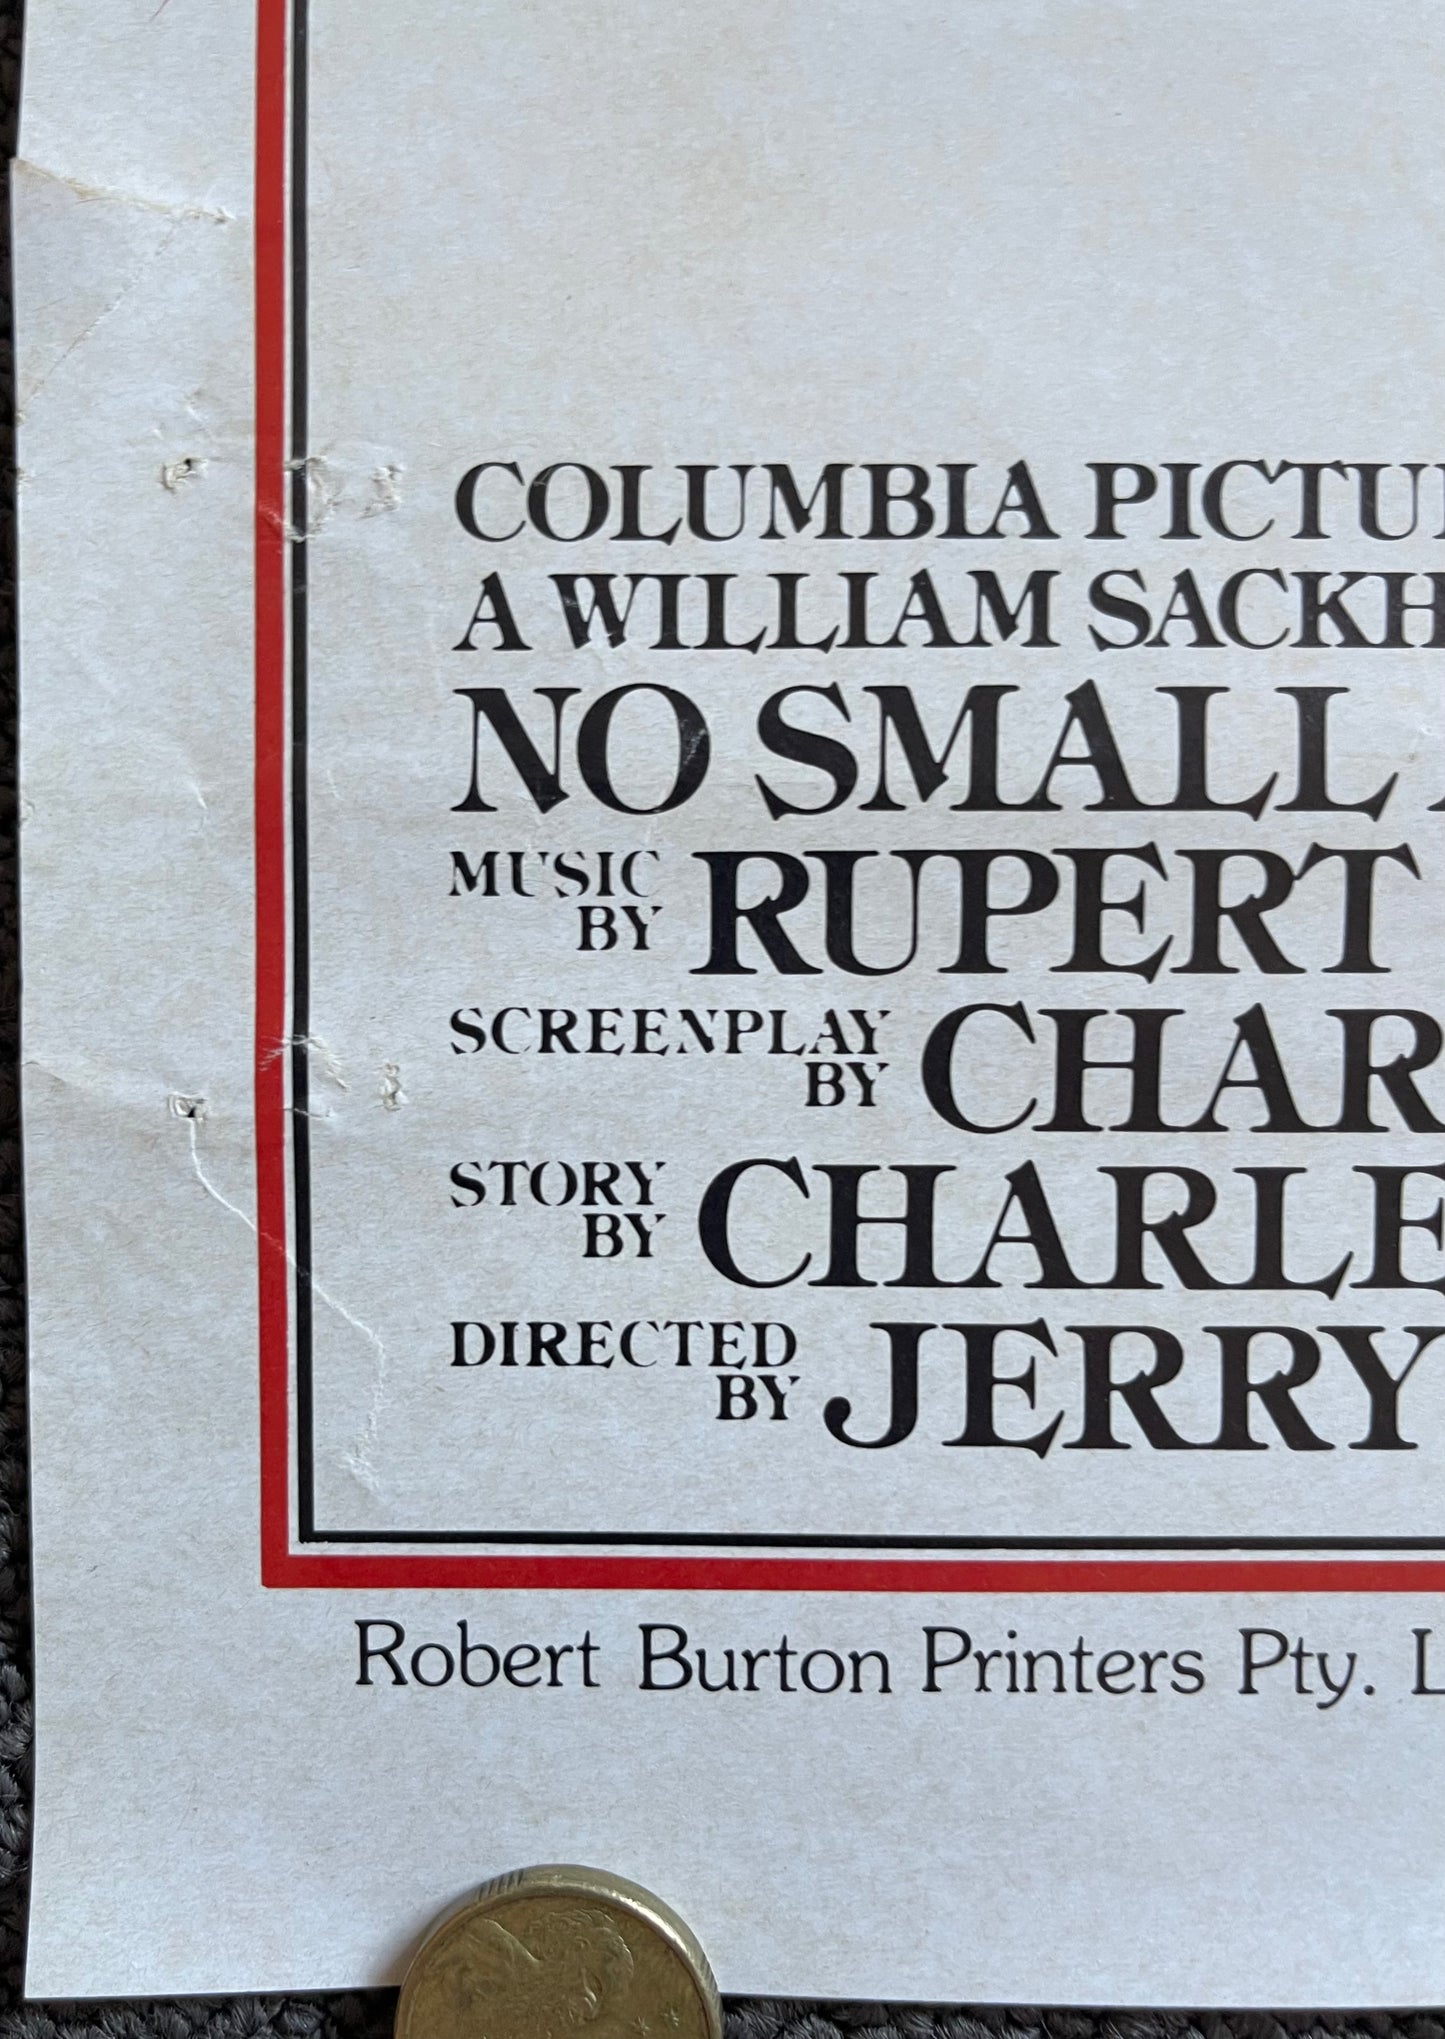 COLUMBIA PICTU
A WILLIAM SACKH
NO SMALL
MUSIC BY RUPERT
SCREENPLAY BY CHAR
STORY BY CHARLE
DIRECTED BY JERRY
Robert Burton Printers Pty. L